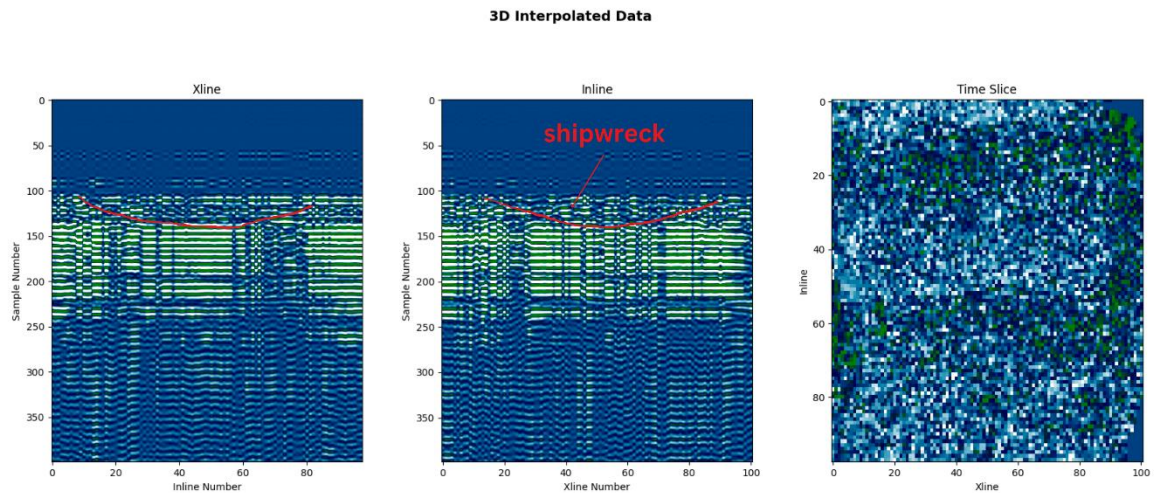 3D Interpolated Data
Xline
0
50
100
150
200
250
300
350
Sample Number
0 20 40 60 80
Inline Number
Inline
shipwreck
0
50
100
150
200
250
300
350
Sample Number
0 20 40 60 80 100
Xline Number
Time Slice
0
20
40
60
80
Inline
0 20 40 60 80 100
Xline